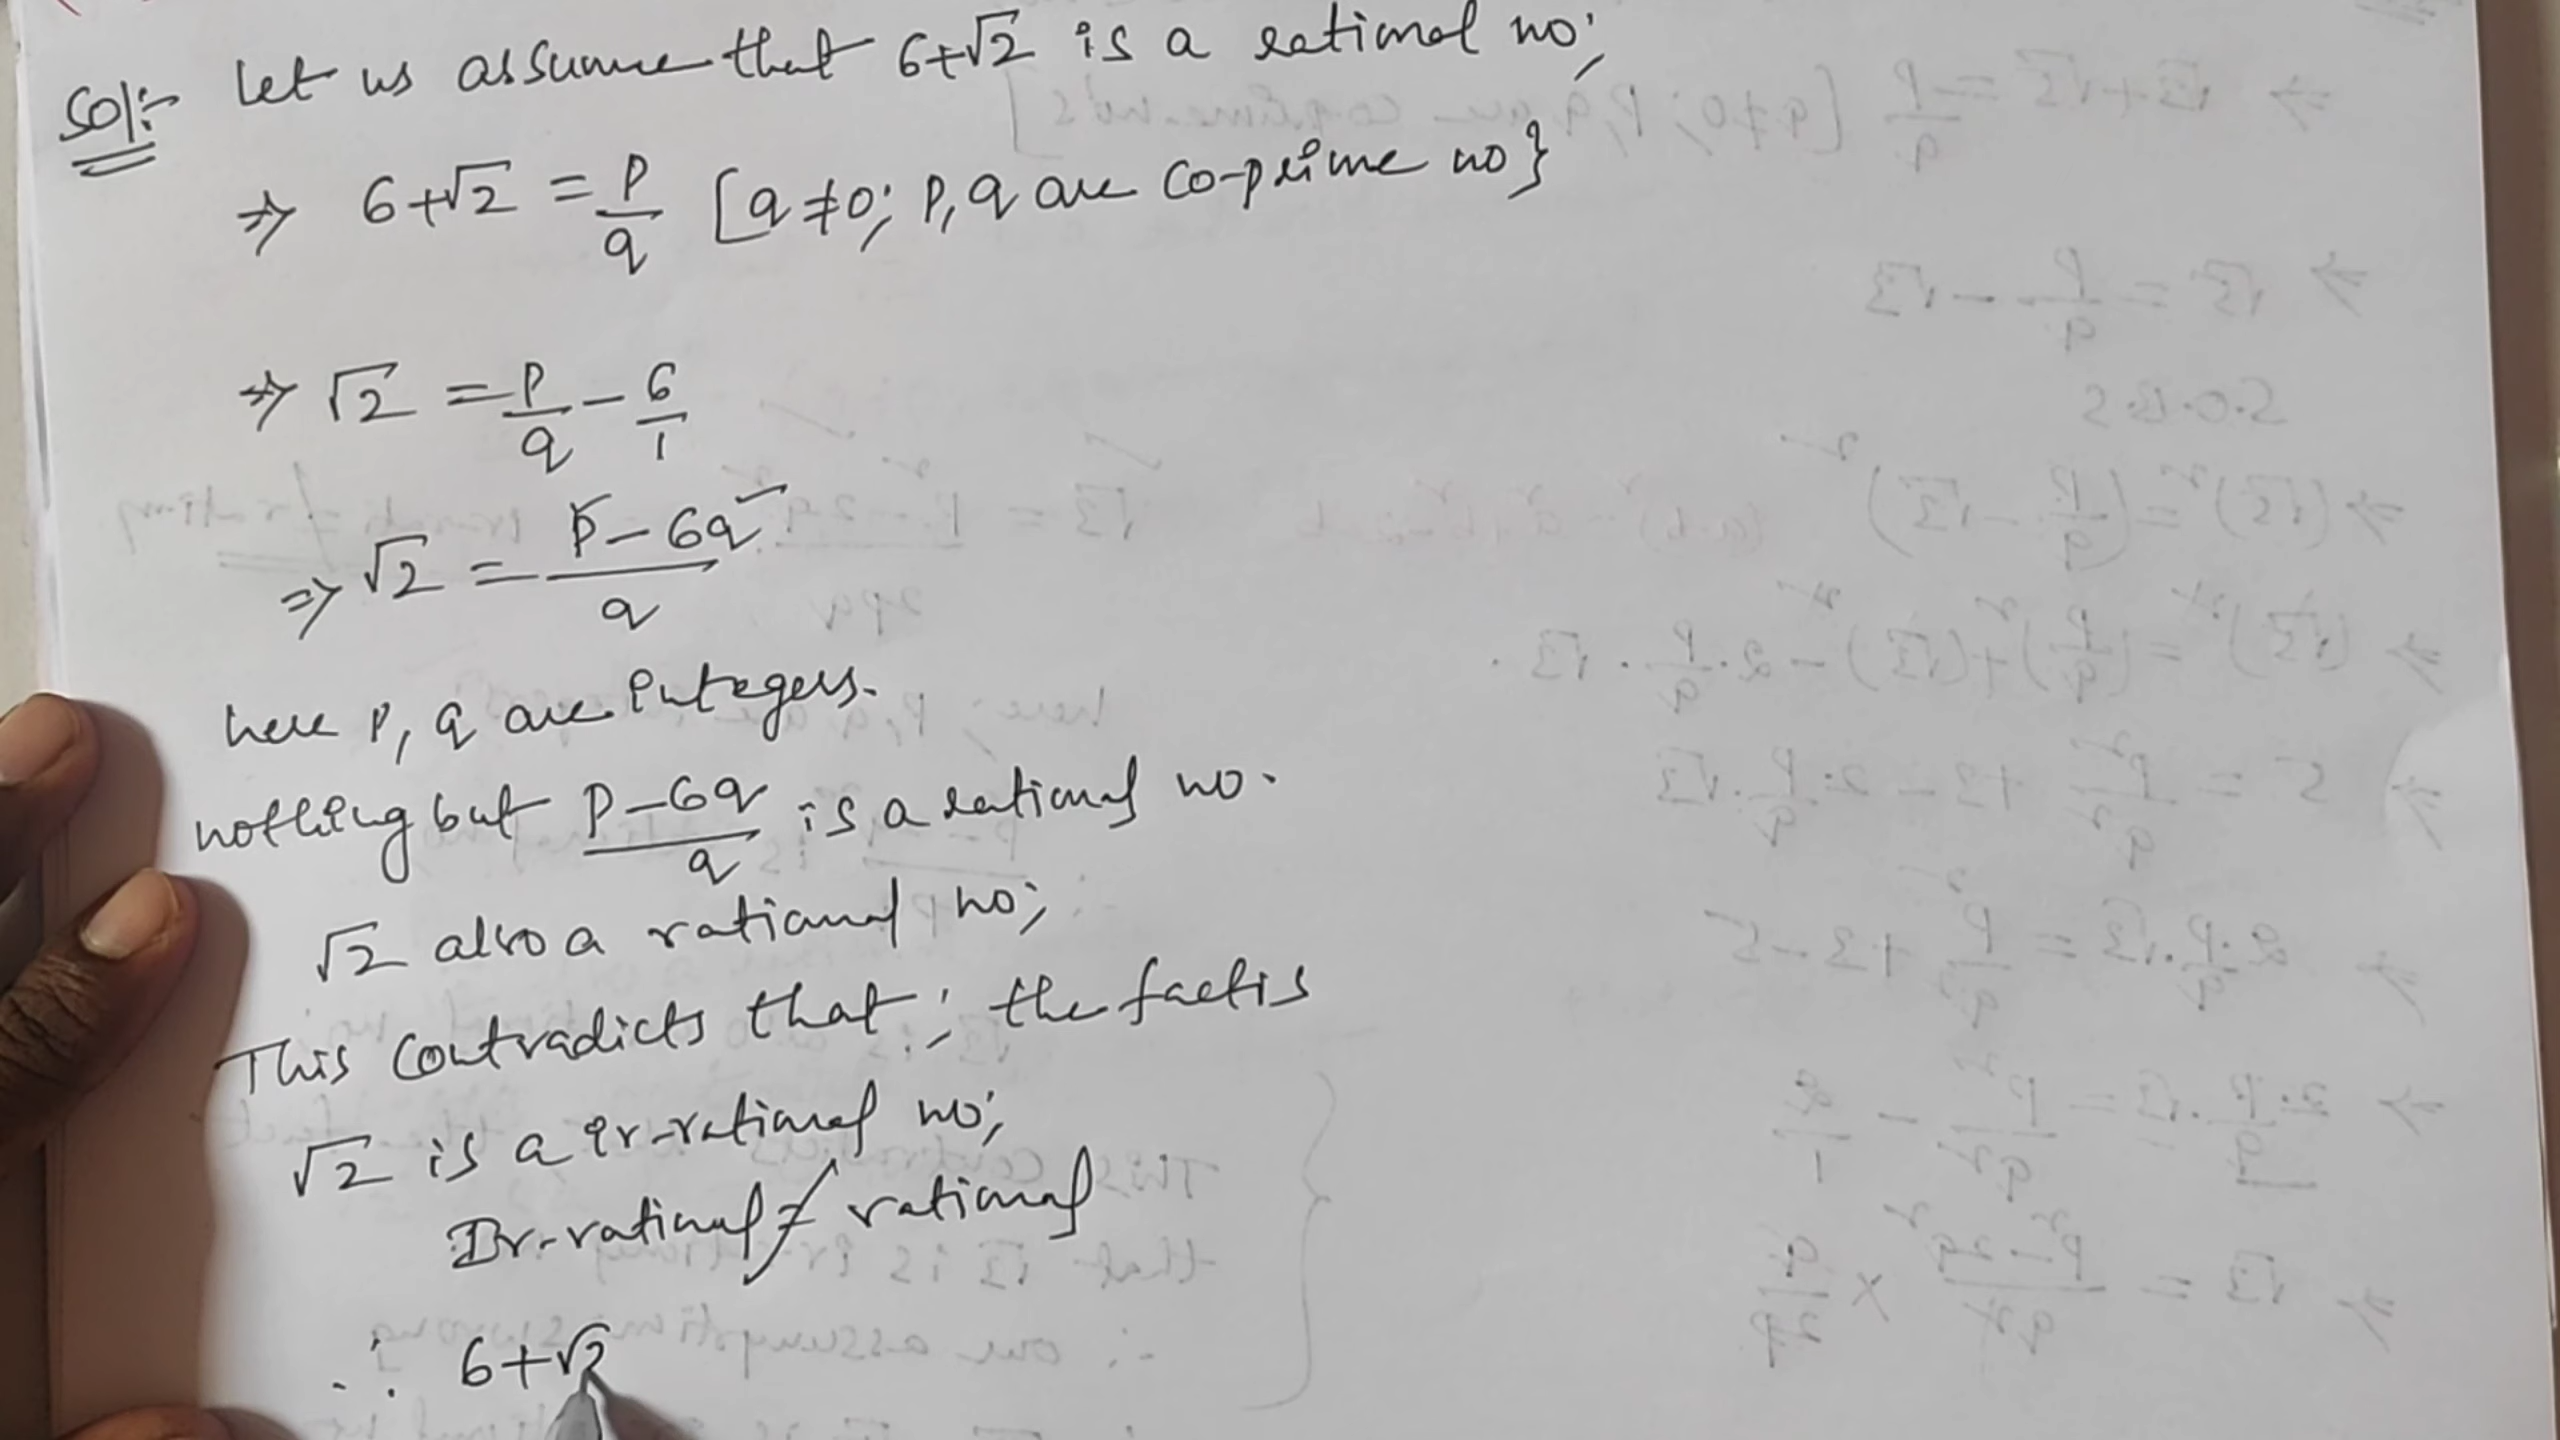 Sol:- Let us assume that 6+√2 is a rational no;
⇒ 6+√2 = p/q [q≠0; p,q are co-prime no}
⇒ √2 = p/q - 6/1
⇒ √2 = p-6q/q
here p, q are integers.
nothing but p-6q/q is a rational no.
√2 also a rational no;
This contradicts that; the fact is
√2 is a ir-rational no;
Ir-rational ≠ rational
∴ 6+√2